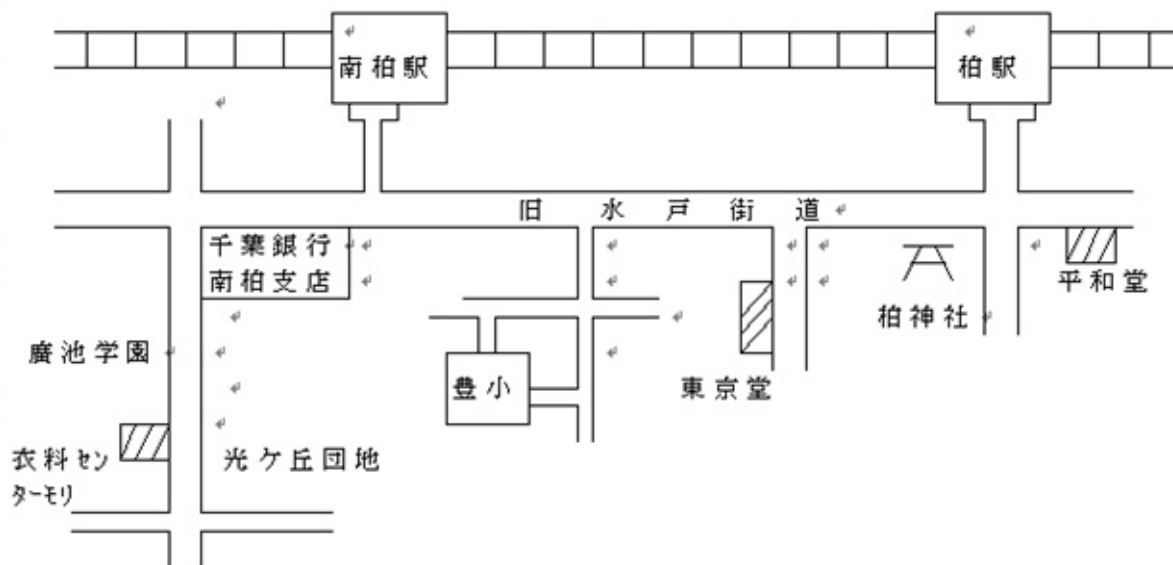 南柏駅
柏駅
旧水戸街道
千葉銀行
南柏支店
平和堂
柏神社
廣池学園
豊小
東京堂
衣料セン
ターモリ
光ケ丘団地